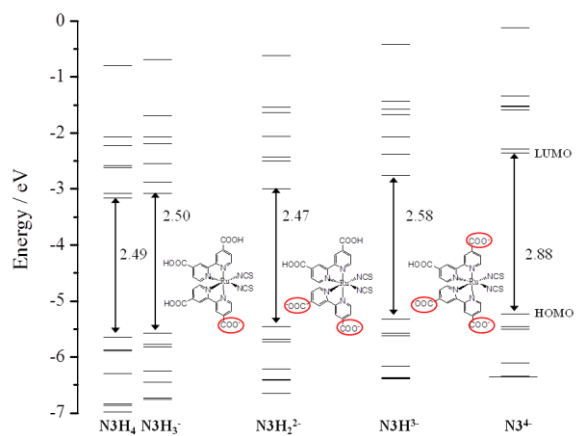 0
-1
-2
-3
-4
-5
-6
-7
Energy / eV
2.49
2.50
2.47
2.58
2.88
LUMO
HOMO
COOH
HOOC
N
N
NCS
Ru
NCS
N
N
HOOC
COO⁻
COOH
HOOC
N
N
NCS
Ru
NCS
N
N
⁻OOC
COO⁻
COO⁻
HOOC
N
N
NCS
Ru
NCS
N
N
⁻OOC
COO⁻
N3H₄ N3H₃⁻ N3H₂²⁻ N3H³⁻ N3⁴⁻